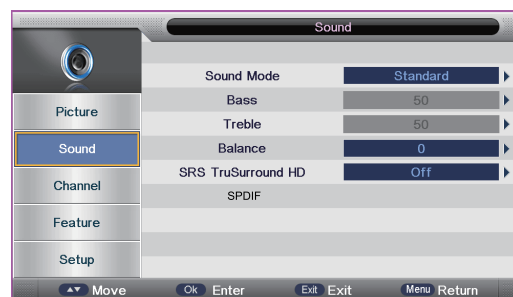 Sound
Sound Mode Standard
Bass 50
Picture
Treble 50
Sound
Balance 0
SRS TruSurround HD Off
Channel
SPDIF
Feature
Setup
Move Ok Enter Exit Exit Menu Return